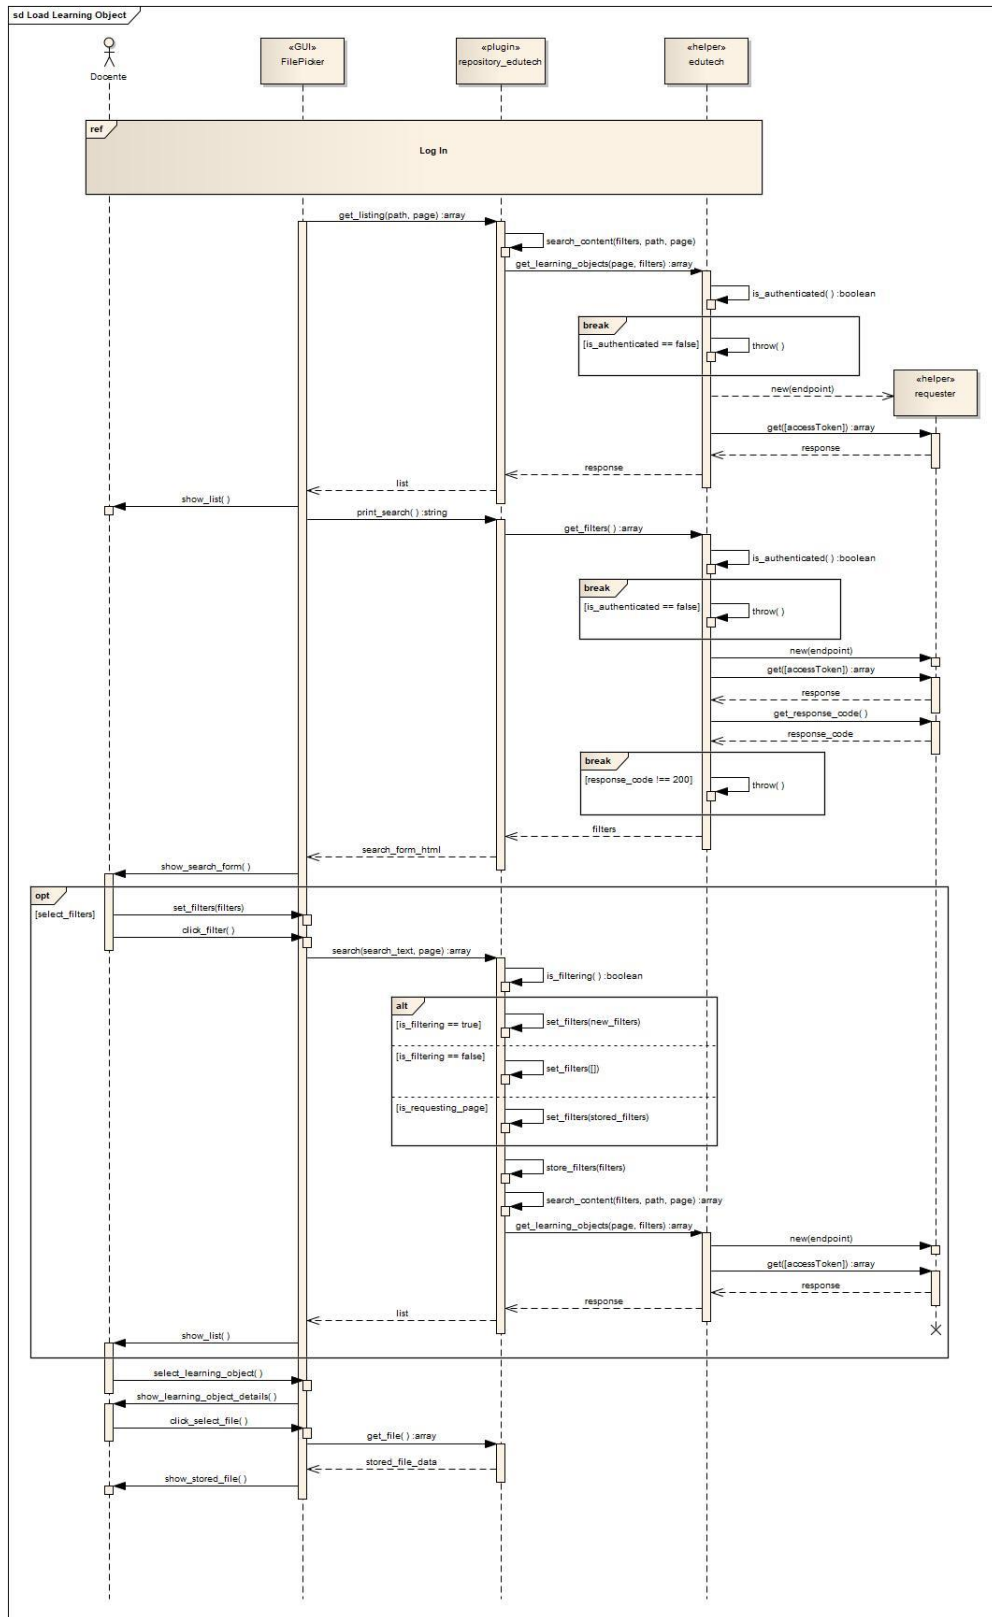 sd Load Learning Object
Docente
«GUI»
FilePicker
«plugin»
repository_edutech
«helper»
edutech
ref
Log In
get_listing(path, page) :array
search_content(filters, path, page)
get_learning_objects(page, filters) :array
is_authenticated( ) :boolean
break
[is_authenticated == false]
throw( )
«helper»
requester
new(endpoint)
get([accessToken]) :array
response
response
list
show_list( )
print_search( ) :string
get_filters( ) :array
is_authenticated( ) :boolean
break
[is_authenticated == false]
throw( )
new(endpoint)
get([accessToken]) :array
response
get_response_code( )
response_code
break
[response_code !== 200]
throw( )
filters
search_form_html
show_search_form( )
opt
[select_filters]
set_filters(filters)
click_filter( )
search(search_text, page) :array
is_filtering( ) :boolean
alt
[is_filtering == true]
set_filters(new_filters)
[is_filtering == false]
set_filters([])
[is_requesting_page]
set_filters(stored_filters)
store_filters(filters)
search_content(filters, path, page) :array
get_learning_objects(page, filters) :array
new(endpoint)
get([accessToken]) :array
response
response
list
show_list( )
select_learning_object( )
show_learning_object_details( )
click_select_file( )
get_file( ) :array
stored_file_data
show_stored_file( )